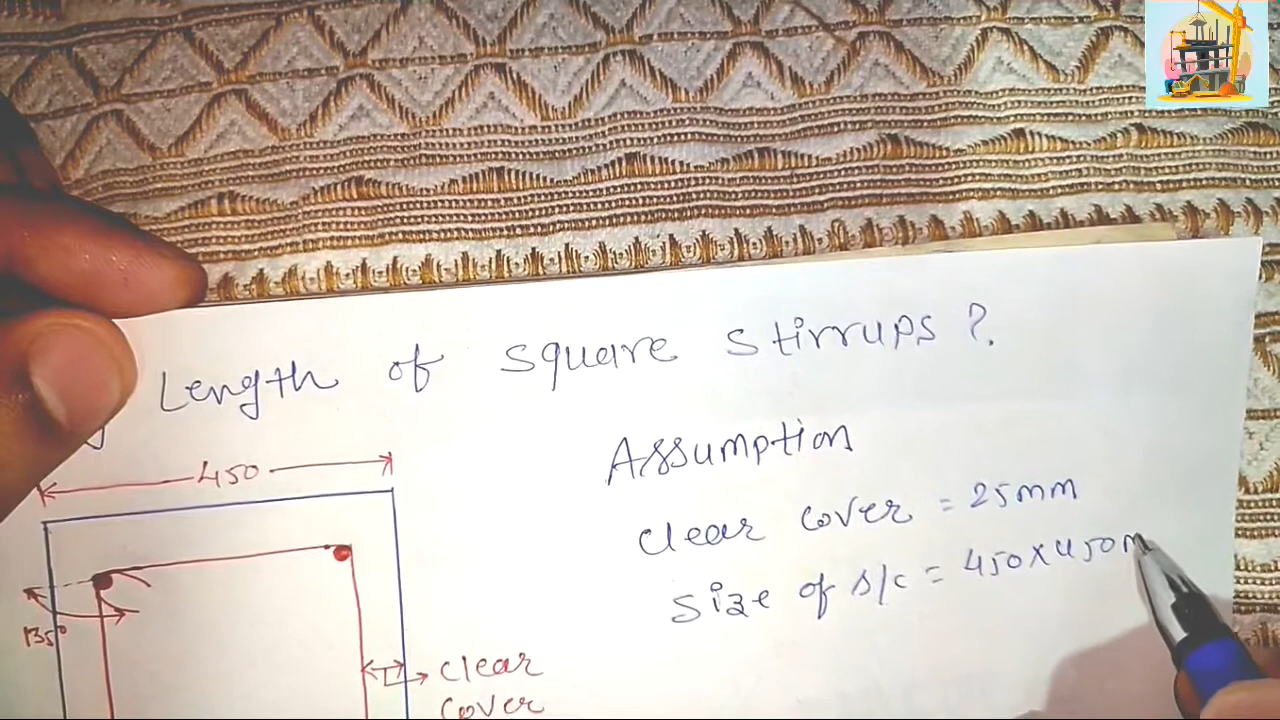 Length of square stirrups ?
Assumption
450
clear cover = 25mm
size of s/c = 450x450m
135°
clear
cover